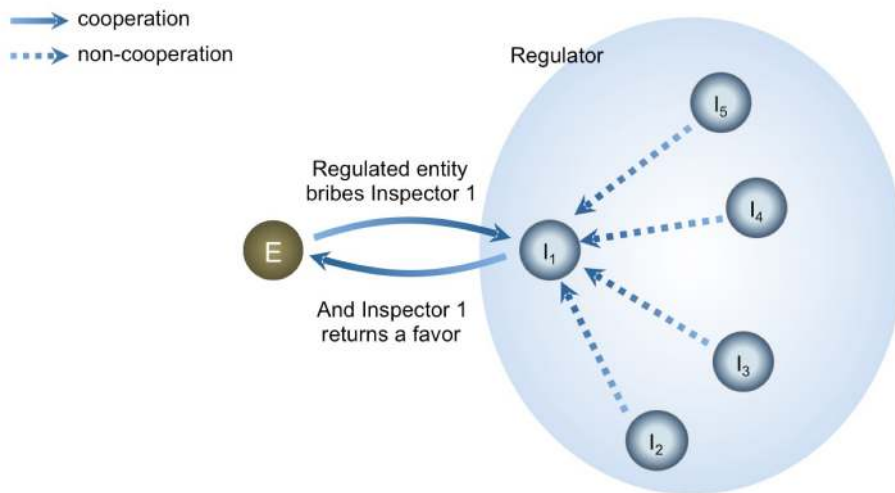 cooperation
non-cooperation
Regulator
I₅
Regulated entity
bribes Inspector 1
I₄
E
I₁
And Inspector 1
returns a favor
I₃
I₂